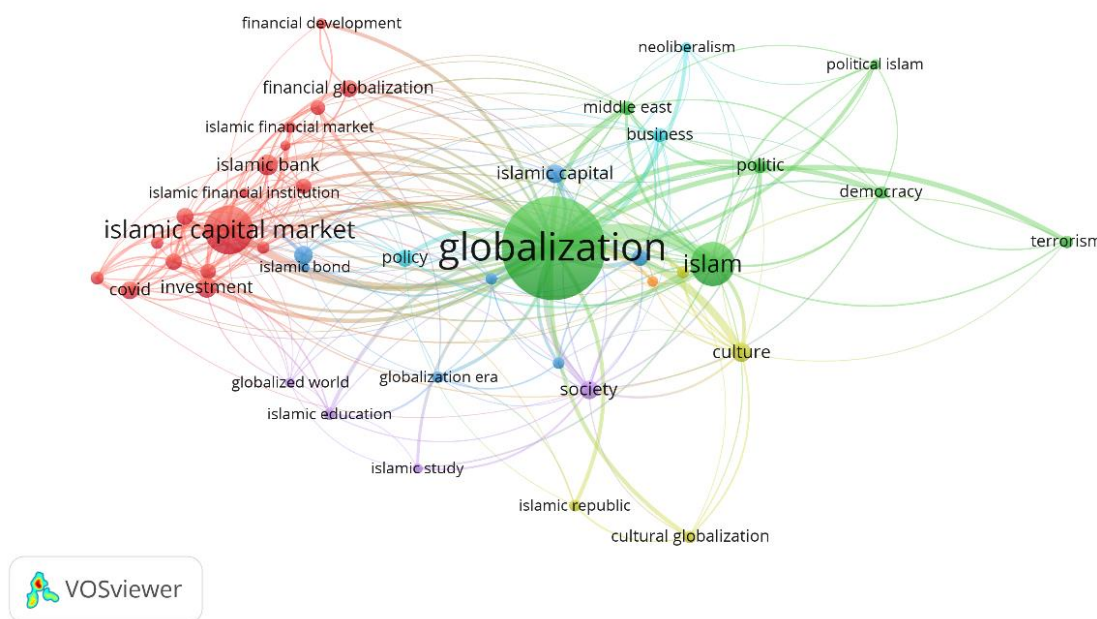 financial development
neoliberalism
political islam
financial globalization
middle east
islamic financial market
business
islamic bank
islamic capital
politic
islamic financial institution
democracy
islamic capital market
globalization
terrorism
policy
islam
islamic bond
covid
investment
culture
globalized world
globalization era
society
islamic education
islamic study
islamic republic
cultural globalization
VOSviewer